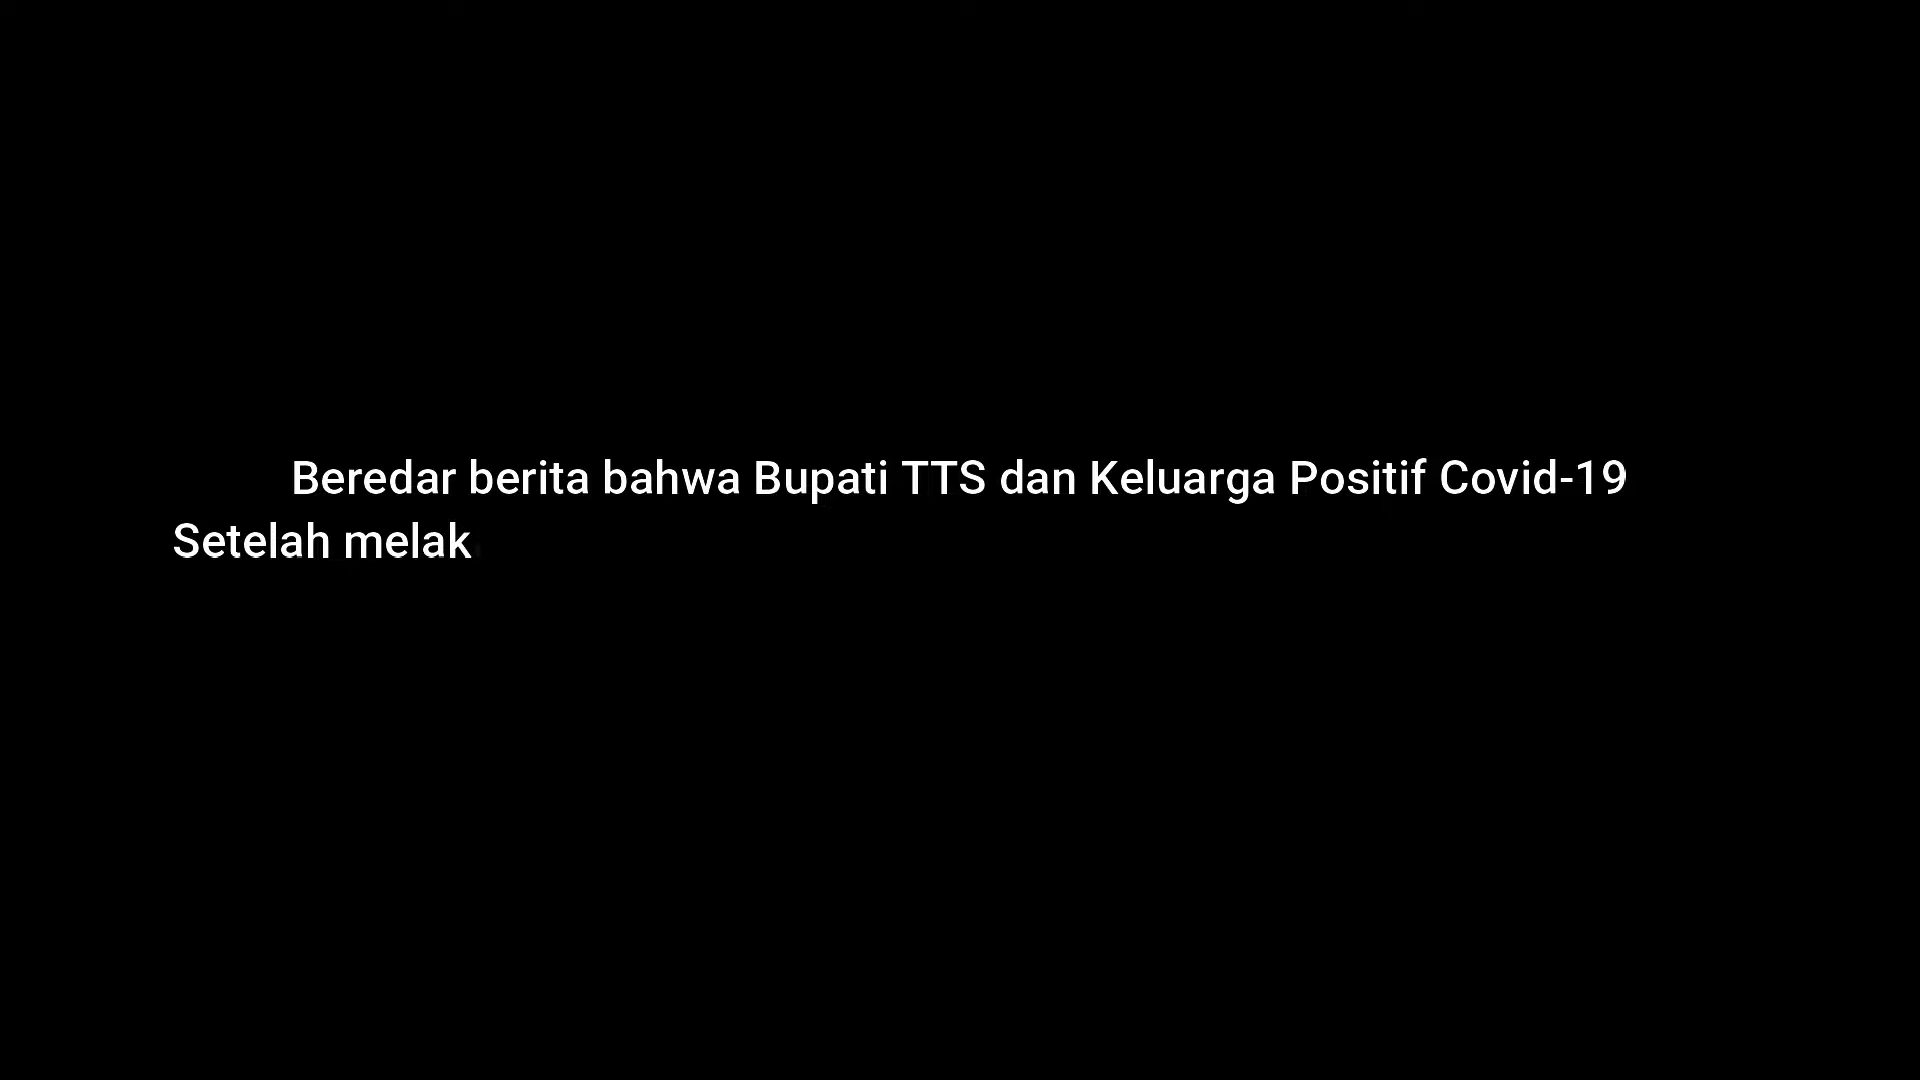 Beredar berita bahwa Bupati TTS dan Keluarga Positif Covid-19
Setelah melak